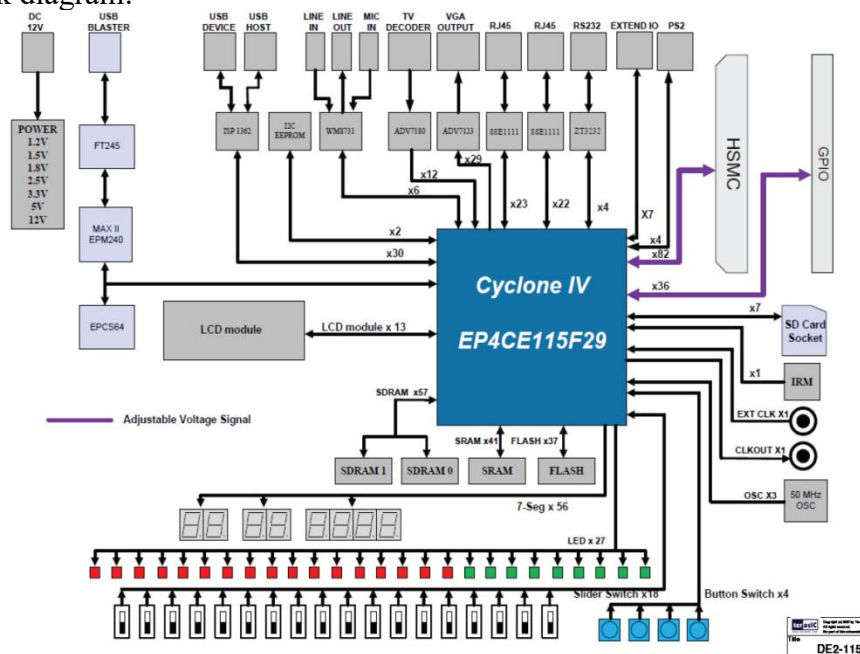 k diagram.
DC
12V
USB
BLASTER
USB
DEVICE
USB
HOST
LINE
IN
LINE
OUT
MIC
IN
TV
DECODER
VGA
OUTPUT
RJ45
RJ45
RS232
EXTEND IO
PS2
POWER
1.2V
1.5V
1.8V
2.5V
3.3V
5V
12V
FT245
MAX II
EPM240
EPCS64
ISP 1362
I2C
EEPROM
WM8731
ADV7180
ADV7123
88E1111
88E1111
ZT3232
HSMC
GPIO
x29
x12
x6
x23
x22
x4
X7
x4
x2
x30
x82
x36
Cyclone IV
EP4CE115F29
LCD module
LCD module x 13
x7
SD Card
Socket
x1
IRM
EXT CLK X1
CLKOUT X1
OSC X3
50 MHz
OSC
Adjustable Voltage Signal
SDRAM x57
SRAM x41
FLASH x37
SDRAM 1
SDRAM 0
SRAM
FLASH
7-Seg x 56
LED x 27
Slider Switch x18
Button Switch x4
terasIC
Title
DE2-115